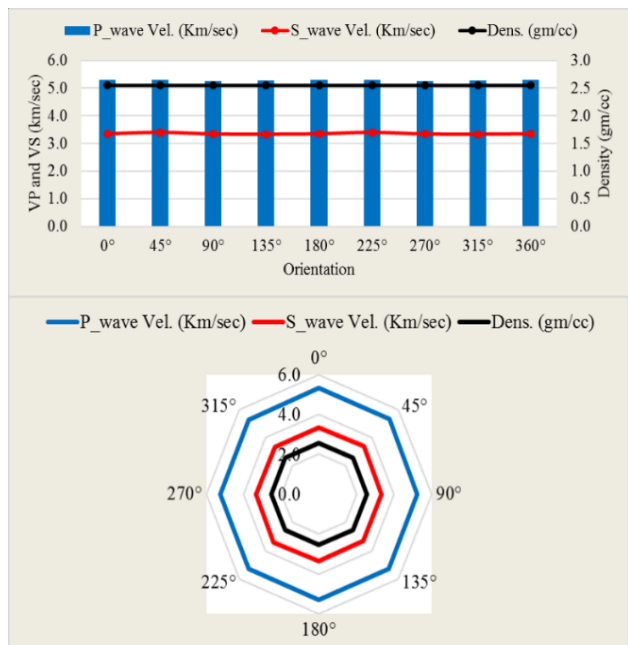 P_wave Vel. (Km/sec) S_wave Vel. (Km/sec) Dens. (gm/cc)
6.0 3.0
5.0 2.5
4.0 2.0
3.0 1.5
2.0 1.0
1.0 0.5
0.0 0.0
VP and VS (km/sec)
Density (gm/cc)
0° 45° 90° 135° 180° 225° 270° 315° 360°
Orientation
P_wave Vel. (Km/sec) S_wave Vel. (Km/sec) Dens. (gm/cc)
0°
6.0
315° 45°
4.0
2.0
270° 0.0 90°
225° 135°
180°